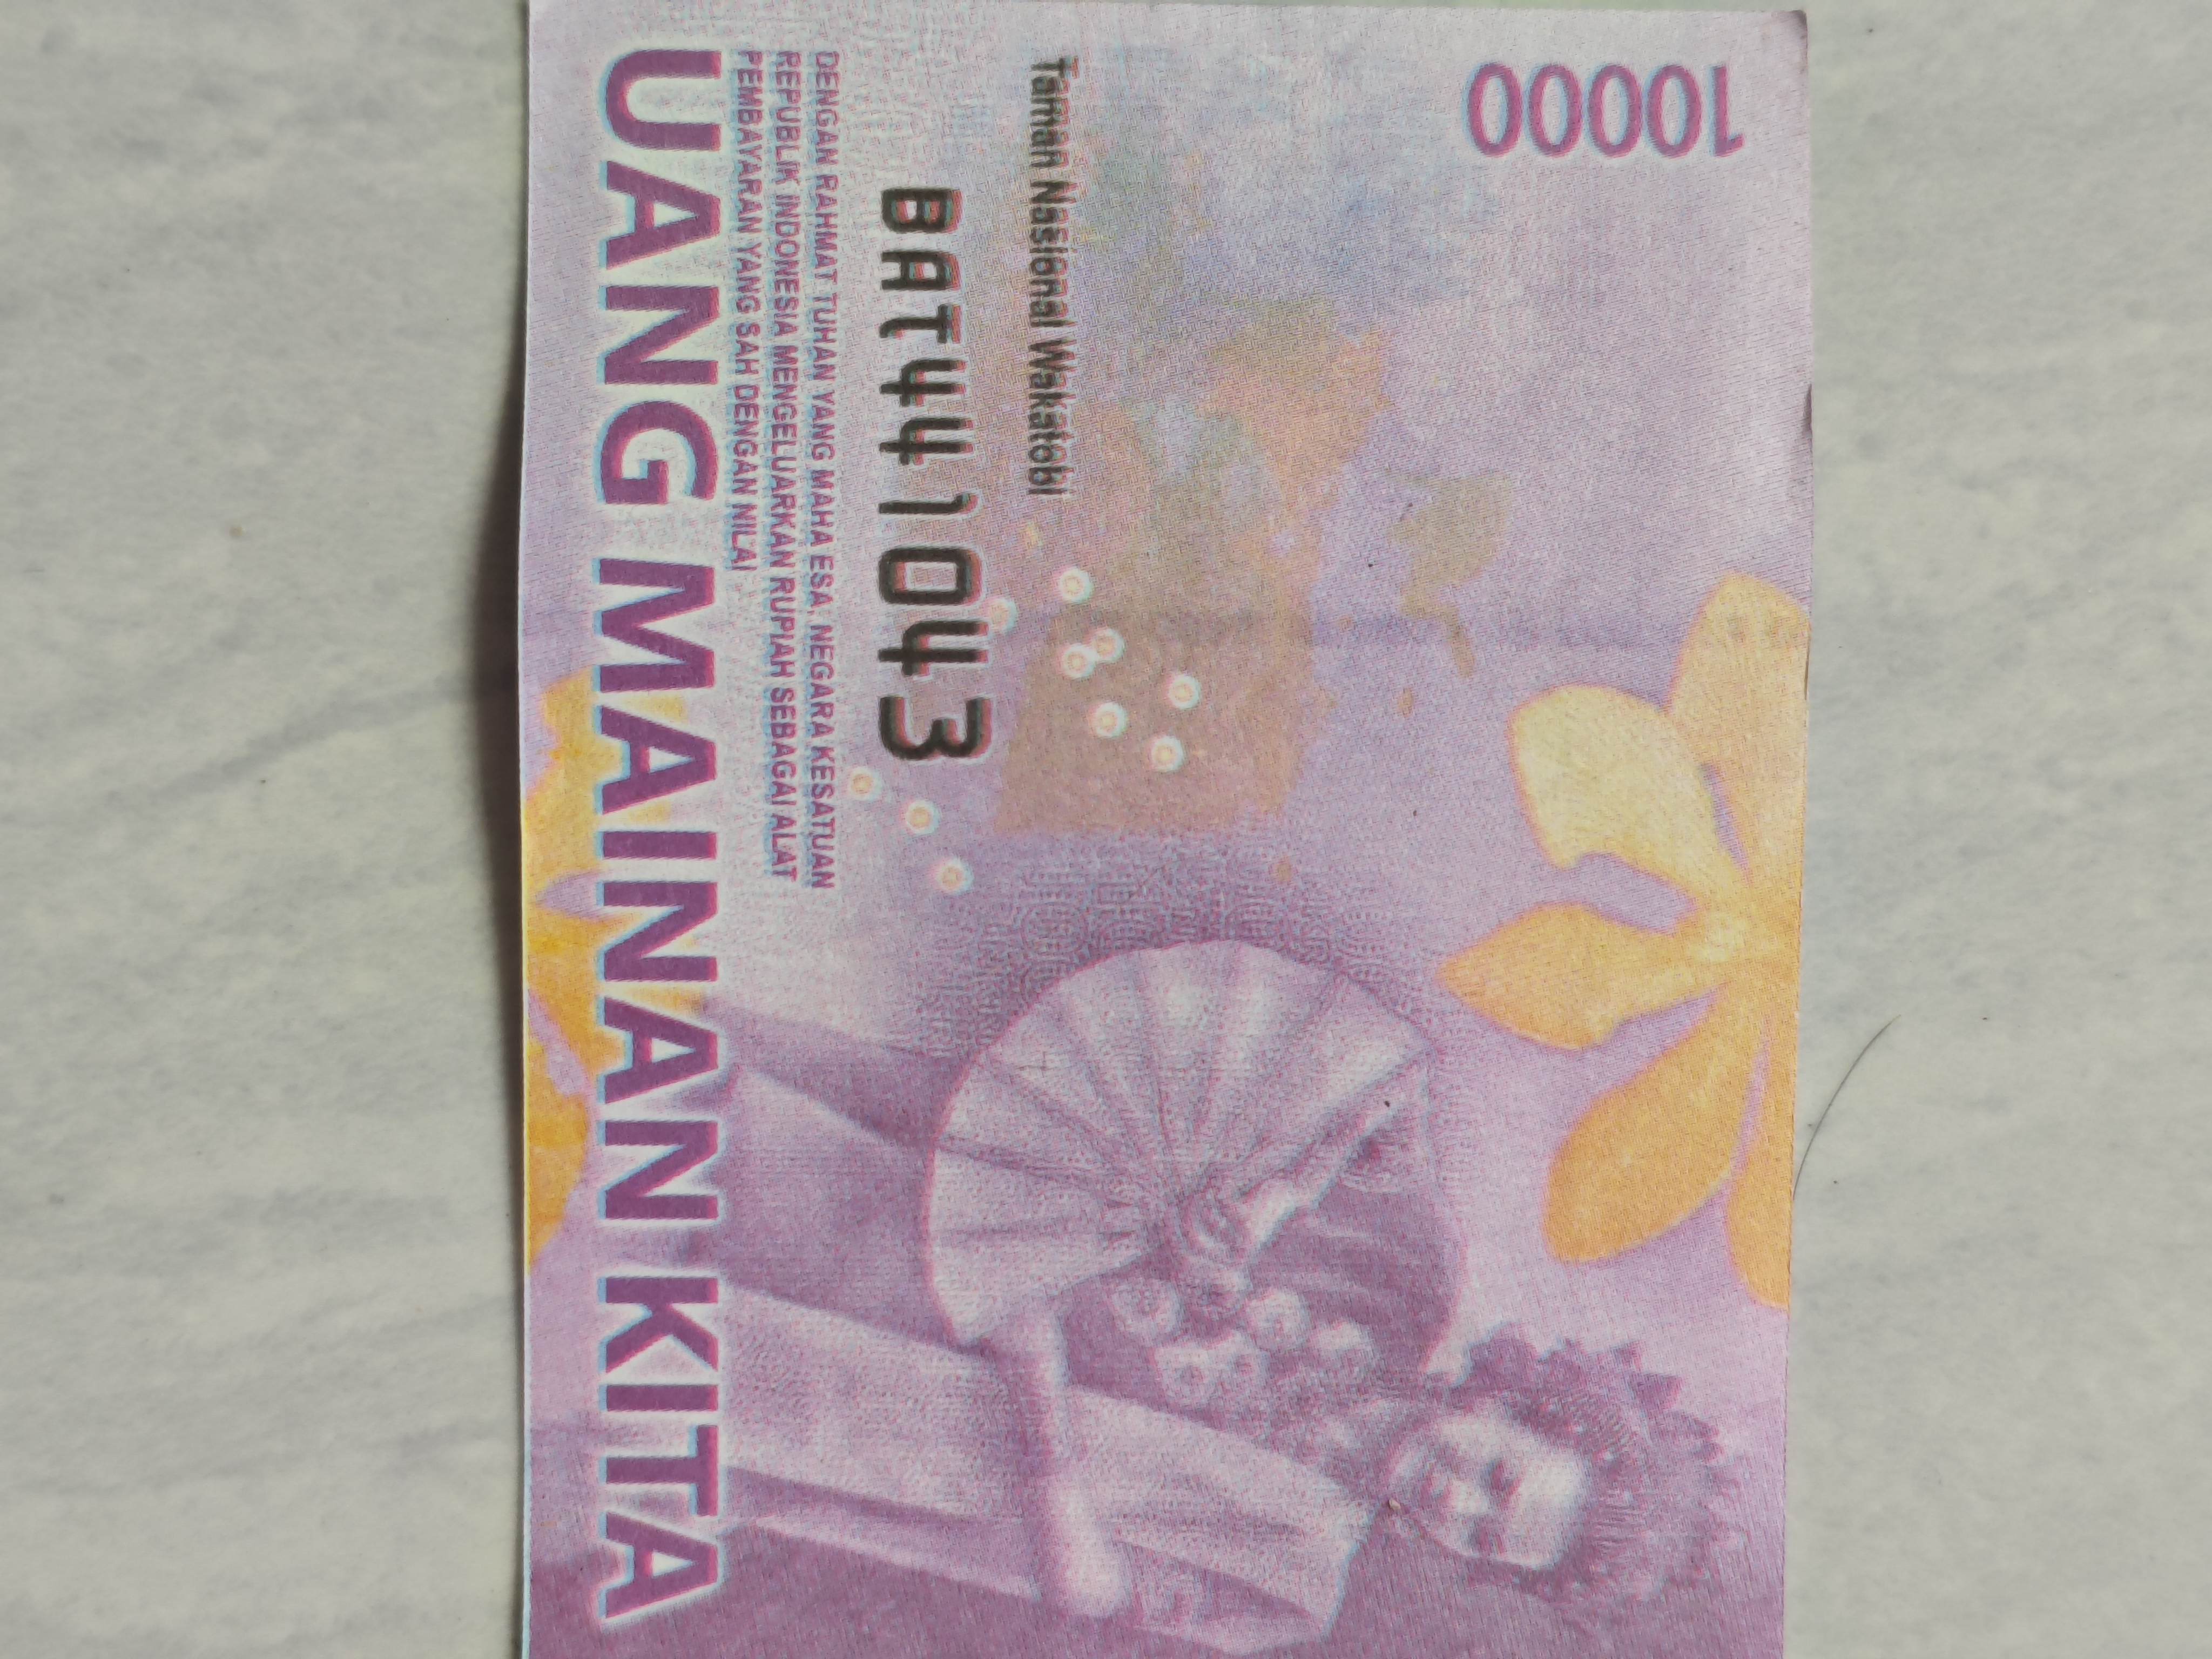 10000
Taman Nasional Wakatobi
BAT441043
DENGAN RAHMAT TUHAN YANG MAHA ESA, NEGARA KESATUAN
REPUBLIK INDONESIA MENGELUARKAN RUPIAH SEBAGAI ALAT
PEMBAYARAN YANG SAH DENGAN NILAI
UANG MAINAN KITA